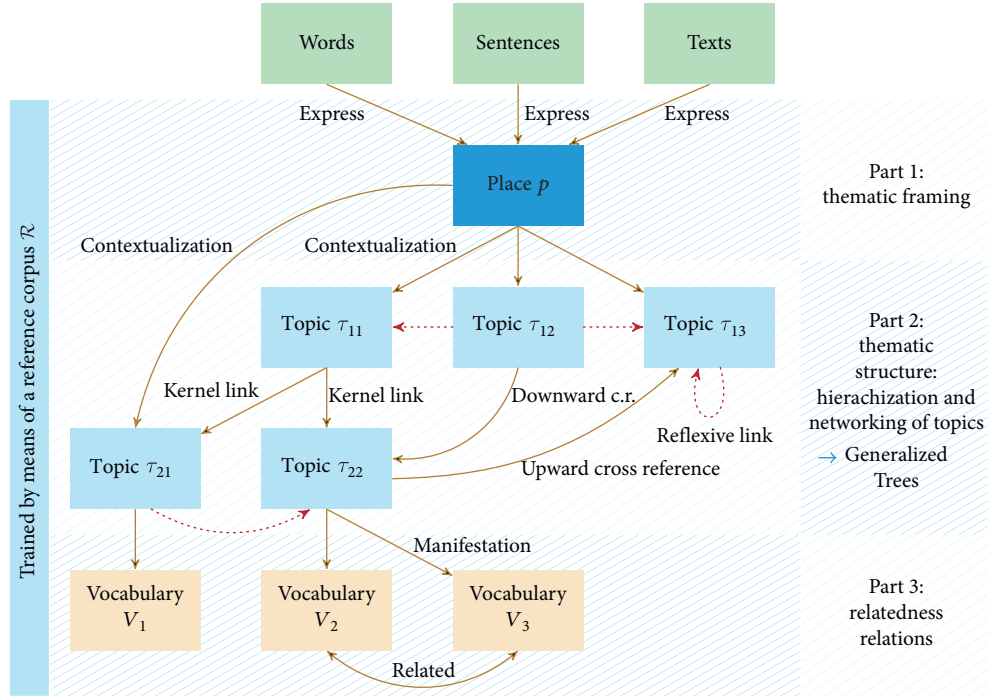 Words
Sentences
Texts
Express
Express
Express
Place p
Part 1:
thematic framing
Contextualization
Contextualization
Trained by means of a reference corpus ℛ
Topic τ11
Topic τ12
Topic τ13
Part 2:
thematic
structure:
hierachization and
networking of topics
→ Generalized
Trees
Kernel link
Kernel link
Downward c.r.
Reflexive link
Topic τ21
Topic τ22
Upward cross reference
Manifestation
Vocabulary
V1
Vocabulary
V2
Vocabulary
V3
Part 3:
relatedness
relations
Related